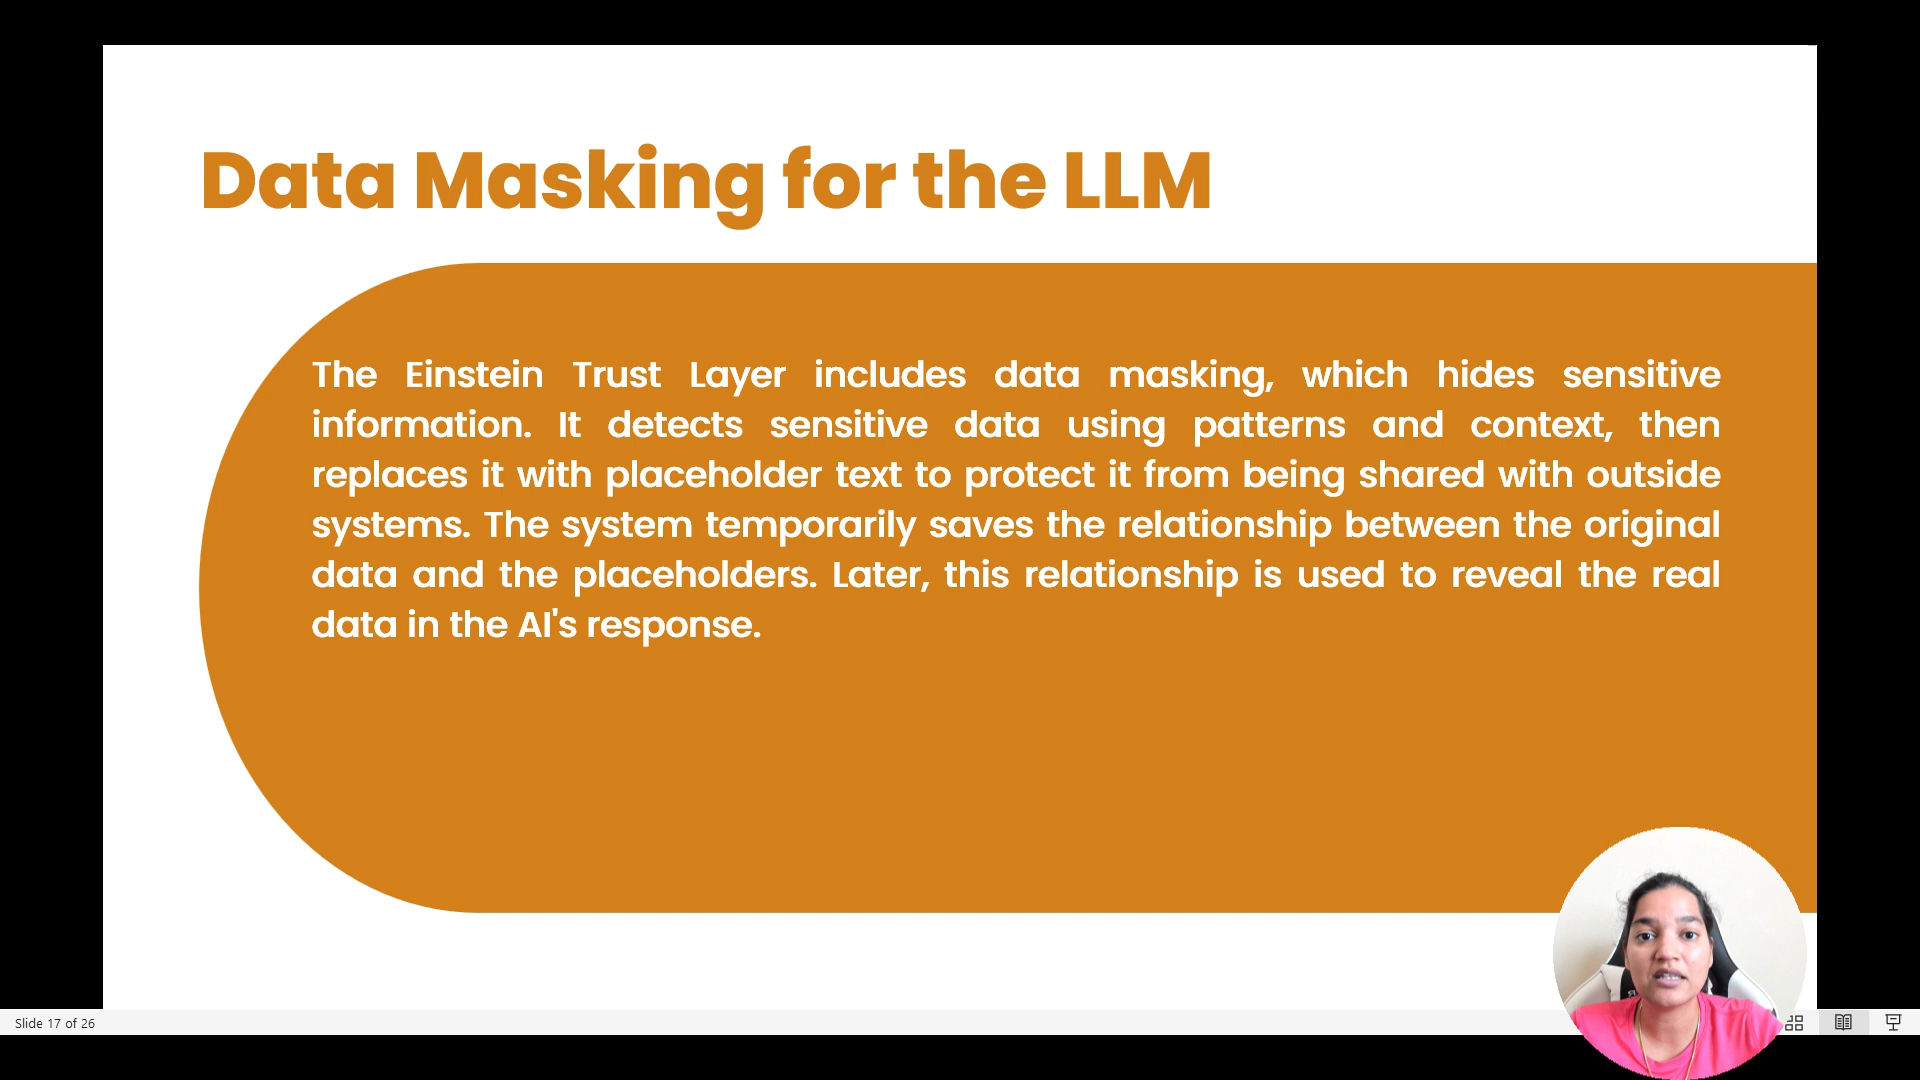 Data Masking for the LLM
The Einstein Trust Layer includes data masking, which hides sensitive
information. It detects sensitive data using patterns and context, then
replaces it with placeholder text to protect it from being shared with outside
systems. The system temporarily saves the relationship between the original
data and the placeholders. Later, this relationship is used to reveal the real
data in the AI's response.
Slide 17 of 26